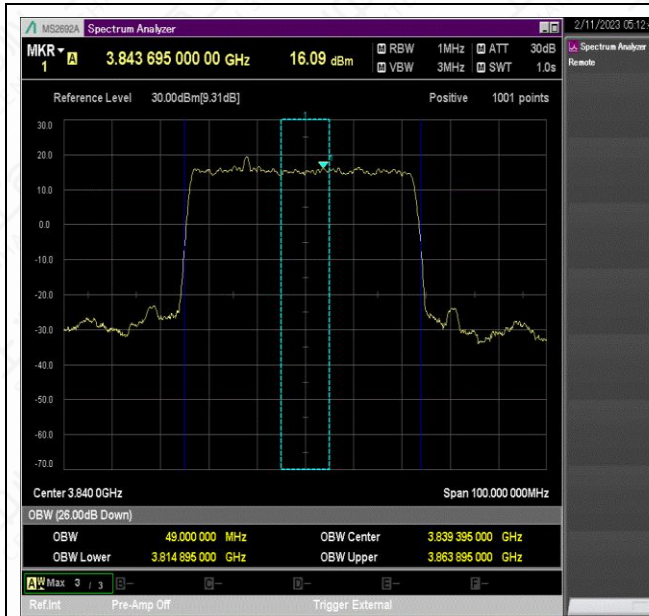 MS2692A Spectrum Analyzer
2/11/2023 05:12
MKR 1 A 3.843 695 000 00 GHz 16.09 dBm
M RBW 1MHz M ATT 30dB
M VBW 3MHz M SWT 1.0s
Spectrum Analyzer
Remote
Reference Level 30.00dBm[9.31dB] Positive 1001 points
30.0
20.0
10.0
0.0
-10.0
-20.0
-30.0
-40.0
-50.0
-60.0
-70.0
1
Center 3.840 0GHz Span 100.000 000MHz
OBW (26.00dB Down)
OBW 49.000 000 MHz OBW Center 3.839 395 000 GHz
OBW Lower 3.814 895 000 GHz OBW Upper 3.863 895 000 GHz
A W Max 3 / 3 B- C- D- E- F-
Ref.Int Pre-Amp Off Trigger External